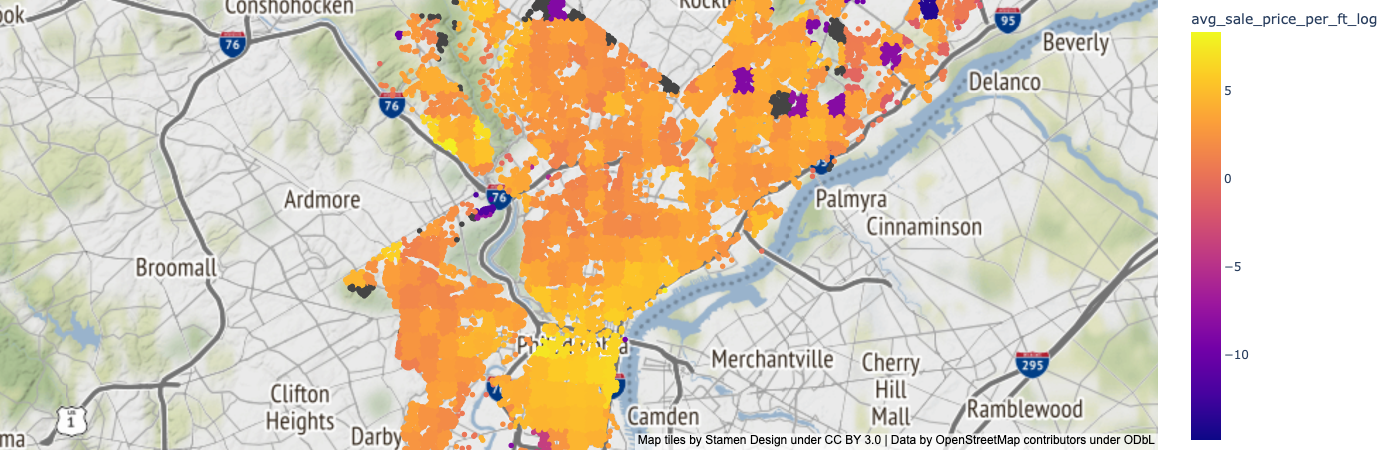 ook
Conshohocken
Rockl
95
76
Beverly
Delanco
76
Ardmore
76
Palmyra
Cinnaminson
Broomall
Merchantville
Cherry
Hill
Mall
295
Clifton
Heights
Ramblewood
US
1
Camden
ma
Darby
Map tiles by Stamen Design under CC BY 3.0 | Data by OpenStreetMap contributors under ODbL
avg_sale_price_per_ft_log
5
0
−5
−10